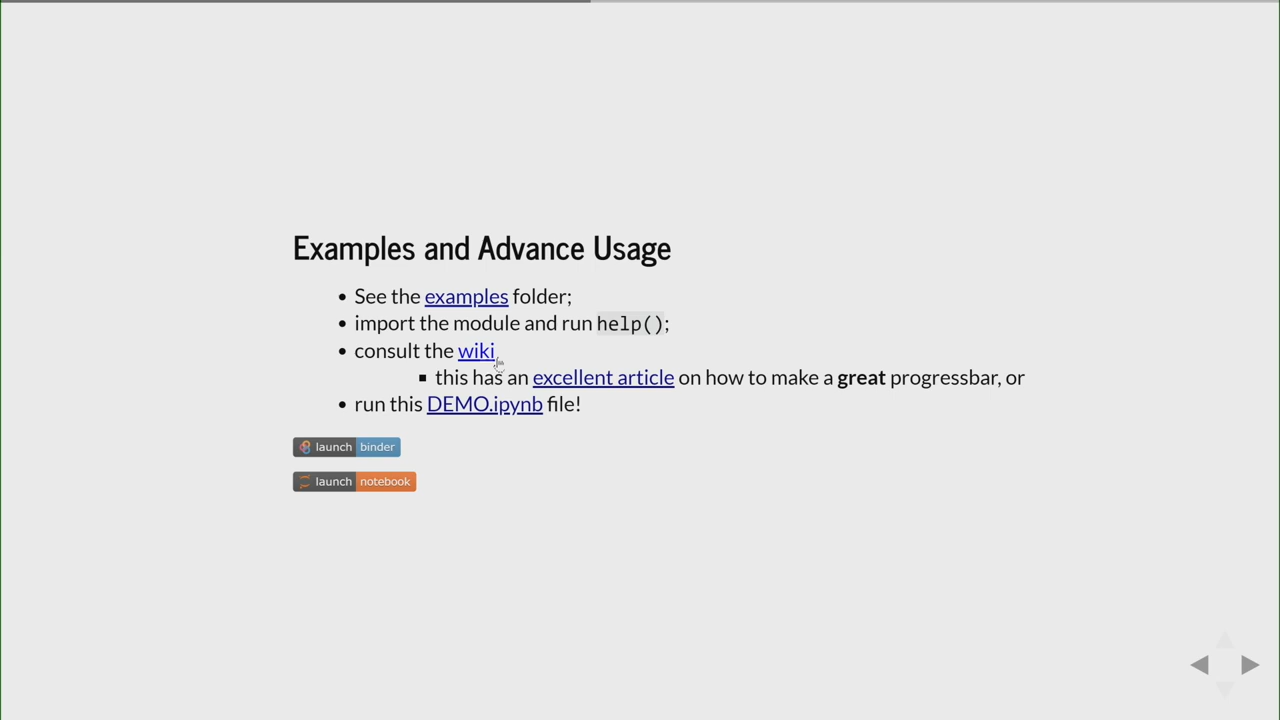 Examples and Advance Usage
• See the examples folder;
• import the module and run help();
• consult the wiki
▪ this has an excellent article on how to make a great progressbar, or
• run this DEMO.ipynb file!
launch binder
launch notebook